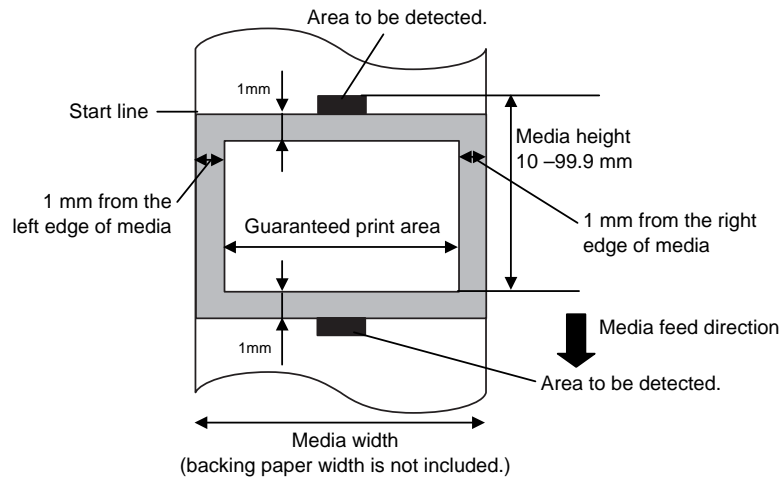 Area to be detected.
1mm
Start line
Media height
10 –99.9 mm
1 mm from the
left edge of media
Guaranteed print area
1 mm from the right
edge of media
Media feed direction
1mm
Area to be detected.
Media width
(backing paper width is not included.)